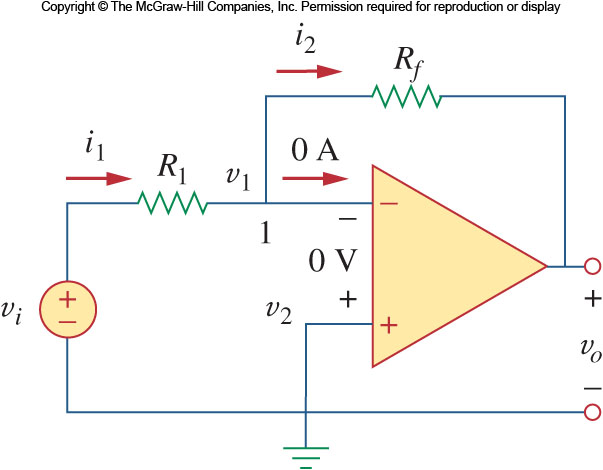 Copyright © The McGraw-Hill Companies, Inc. Permission required for reproduction or display
i2
Rf
i1
R1
v1
0 A
1
−
−
0 V
+
v2
+
vi
+
−
+
vo
−